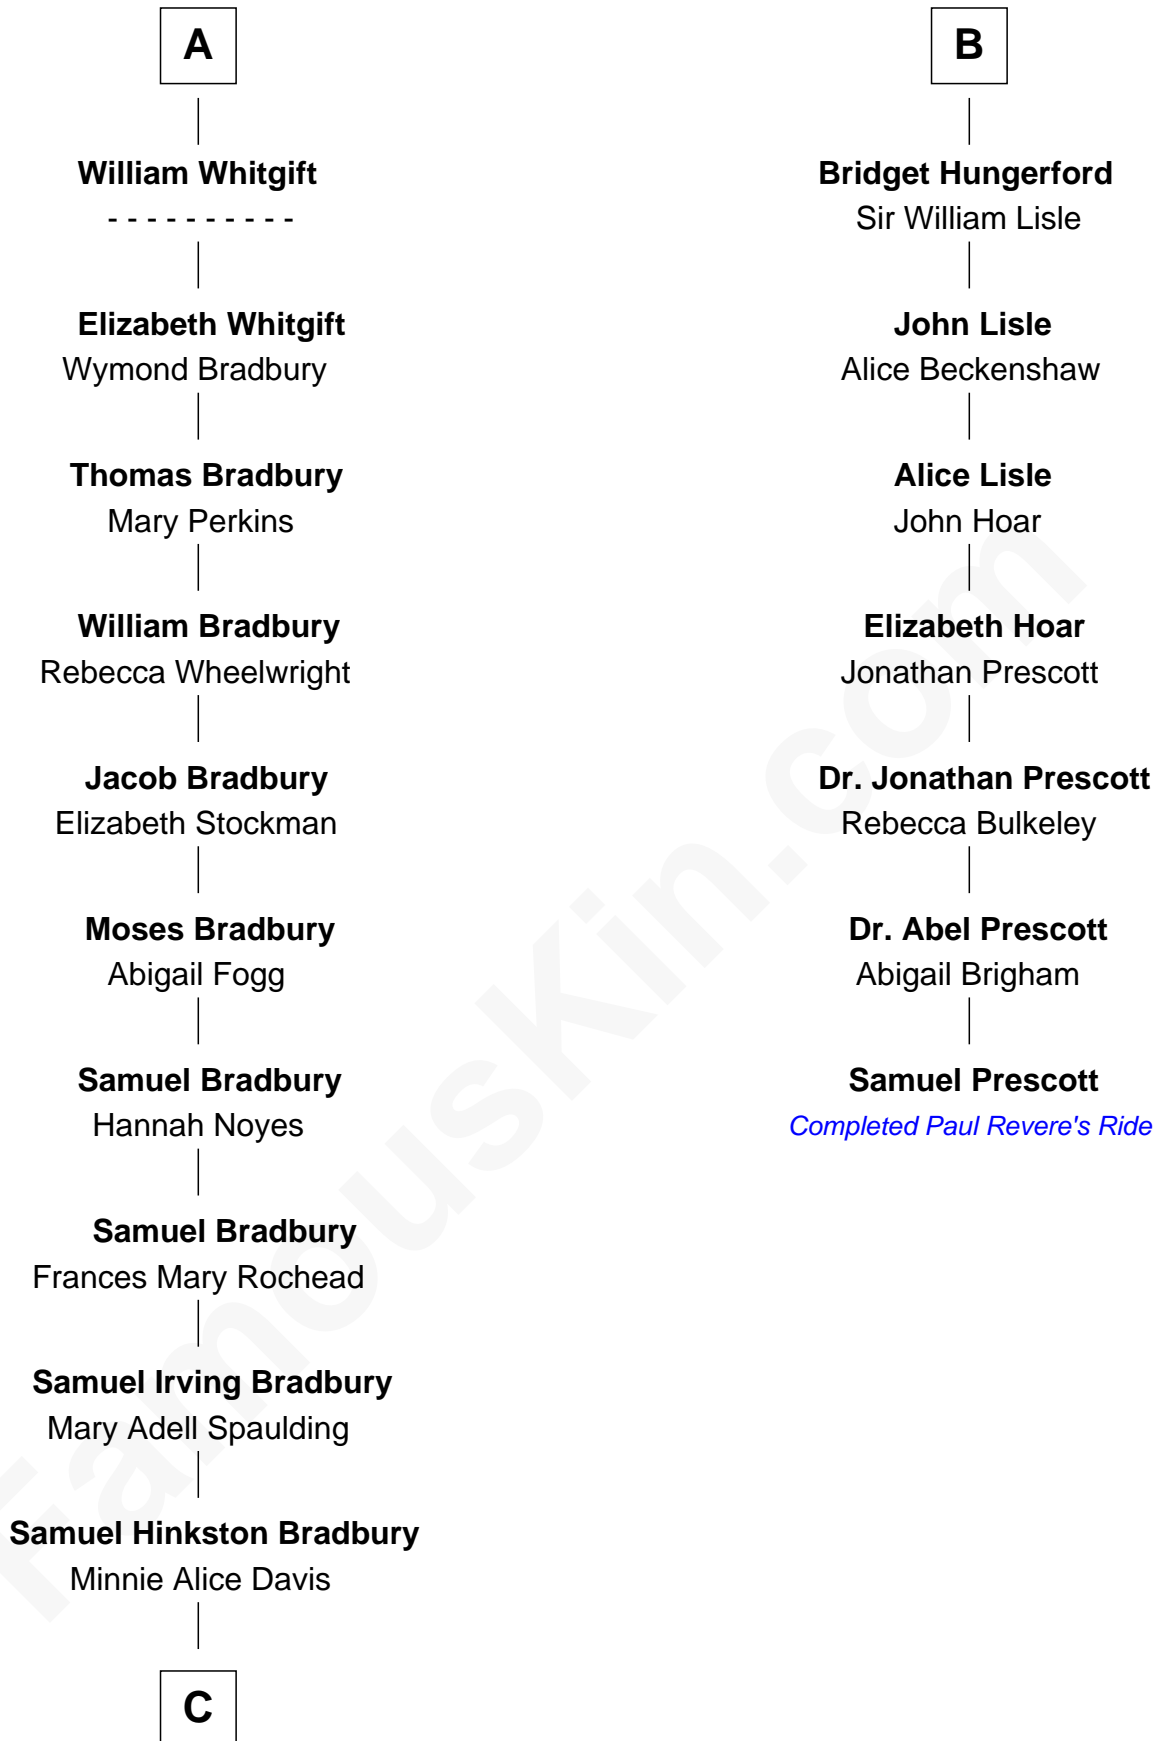 A
William Whitgift
- - - - - - - - - -
Elizabeth Whitgift
Wymond Bradbury
Thomas Bradbury
Mary Perkins
William Bradbury
Rebecca Wheelwright
Jacob Bradbury
Elizabeth Stockman
Moses Bradbury
Abigail Fogg
Samuel Bradbury
Hannah Noyes
Samuel Bradbury
Frances Mary Rochead
Samuel Irving Bradbury
Mary Adell Spaulding
Samuel Hinkston Bradbury
Minnie Alice Davis
C
B
Bridget Hungerford
Sir William Lisle
John Lisle
Alice Beckenshaw
Alice Lisle
John Hoar
Elizabeth Hoar
Jonathan Prescott
Dr. Jonathan Prescott
Rebecca Bulkeley
Dr. Abel Prescott
Abigail Brigham
Samuel Prescott
Completed Paul Revere's Ride
FamousKin.com